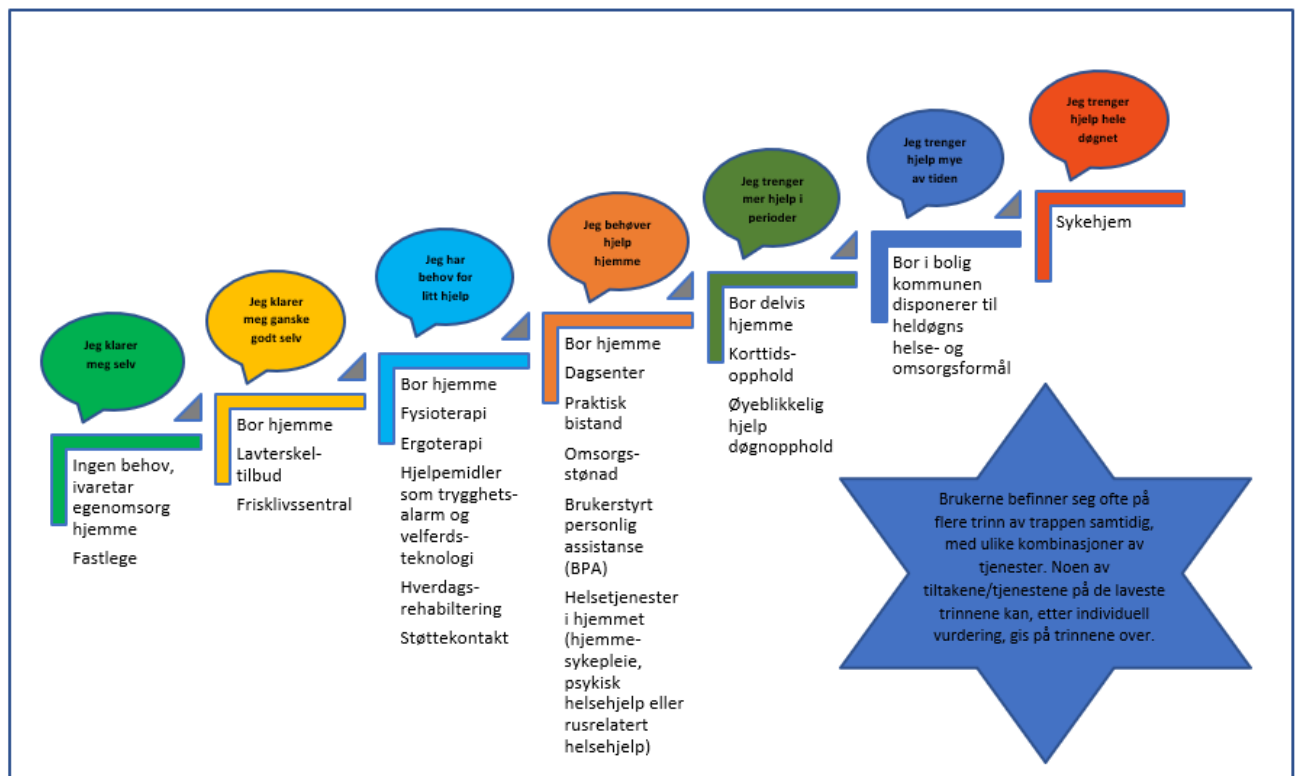 Jeg klarer
meg selv
Ingen behov,
ivaretar
egenomsorg
hjemme
Fastlege
Jeg klarer
meg ganske
godt selv
Bor hjemme
Lavterskel-
tilbud
Frisklivssentral
Jeg har
behov for
litt hjelp
Bor hjemme
Fysioterapi
Ergoterapi
Hjelpemidler
som trygghets-
alarm og
velferds-
teknologi
Hverdags-
rehabiltering
Støttekontakt
Jeg behøver
hjelp
hjemme
Bor hjemme
Dagsenter
Praktisk
bistand
Omsorgs-
stønad
Brukerstyrt
personlig
assistanse
(BPA)
Helsetjenester
i hjemmet
(hjemme-
sykepleie,
psykisk
helsehjelp eller
rusrelatert
helsehjelp)
Jeg trenger
mer hjelp i
perioder
Bor delvis
hjemme
Korttids-
opphold
Øyeblikkelig
hjelp
døgnopphold
Jeg trenger
hjelp mye
av tiden
Bor i bolig
kommunen
disponerer til
heldøgns
helse- og
omsorgsformål
Jeg trenger
hjelp hele
døgnet
Sykehjem
Brukerne befinner seg ofte på
flere trinn av trappen samtidig,
med ulike kombinasjoner av
tjenester. Noen av
tiltakene/tjenestene på de laveste
trinnene kan, etter individuell
vurdering, gis på trinnene over.